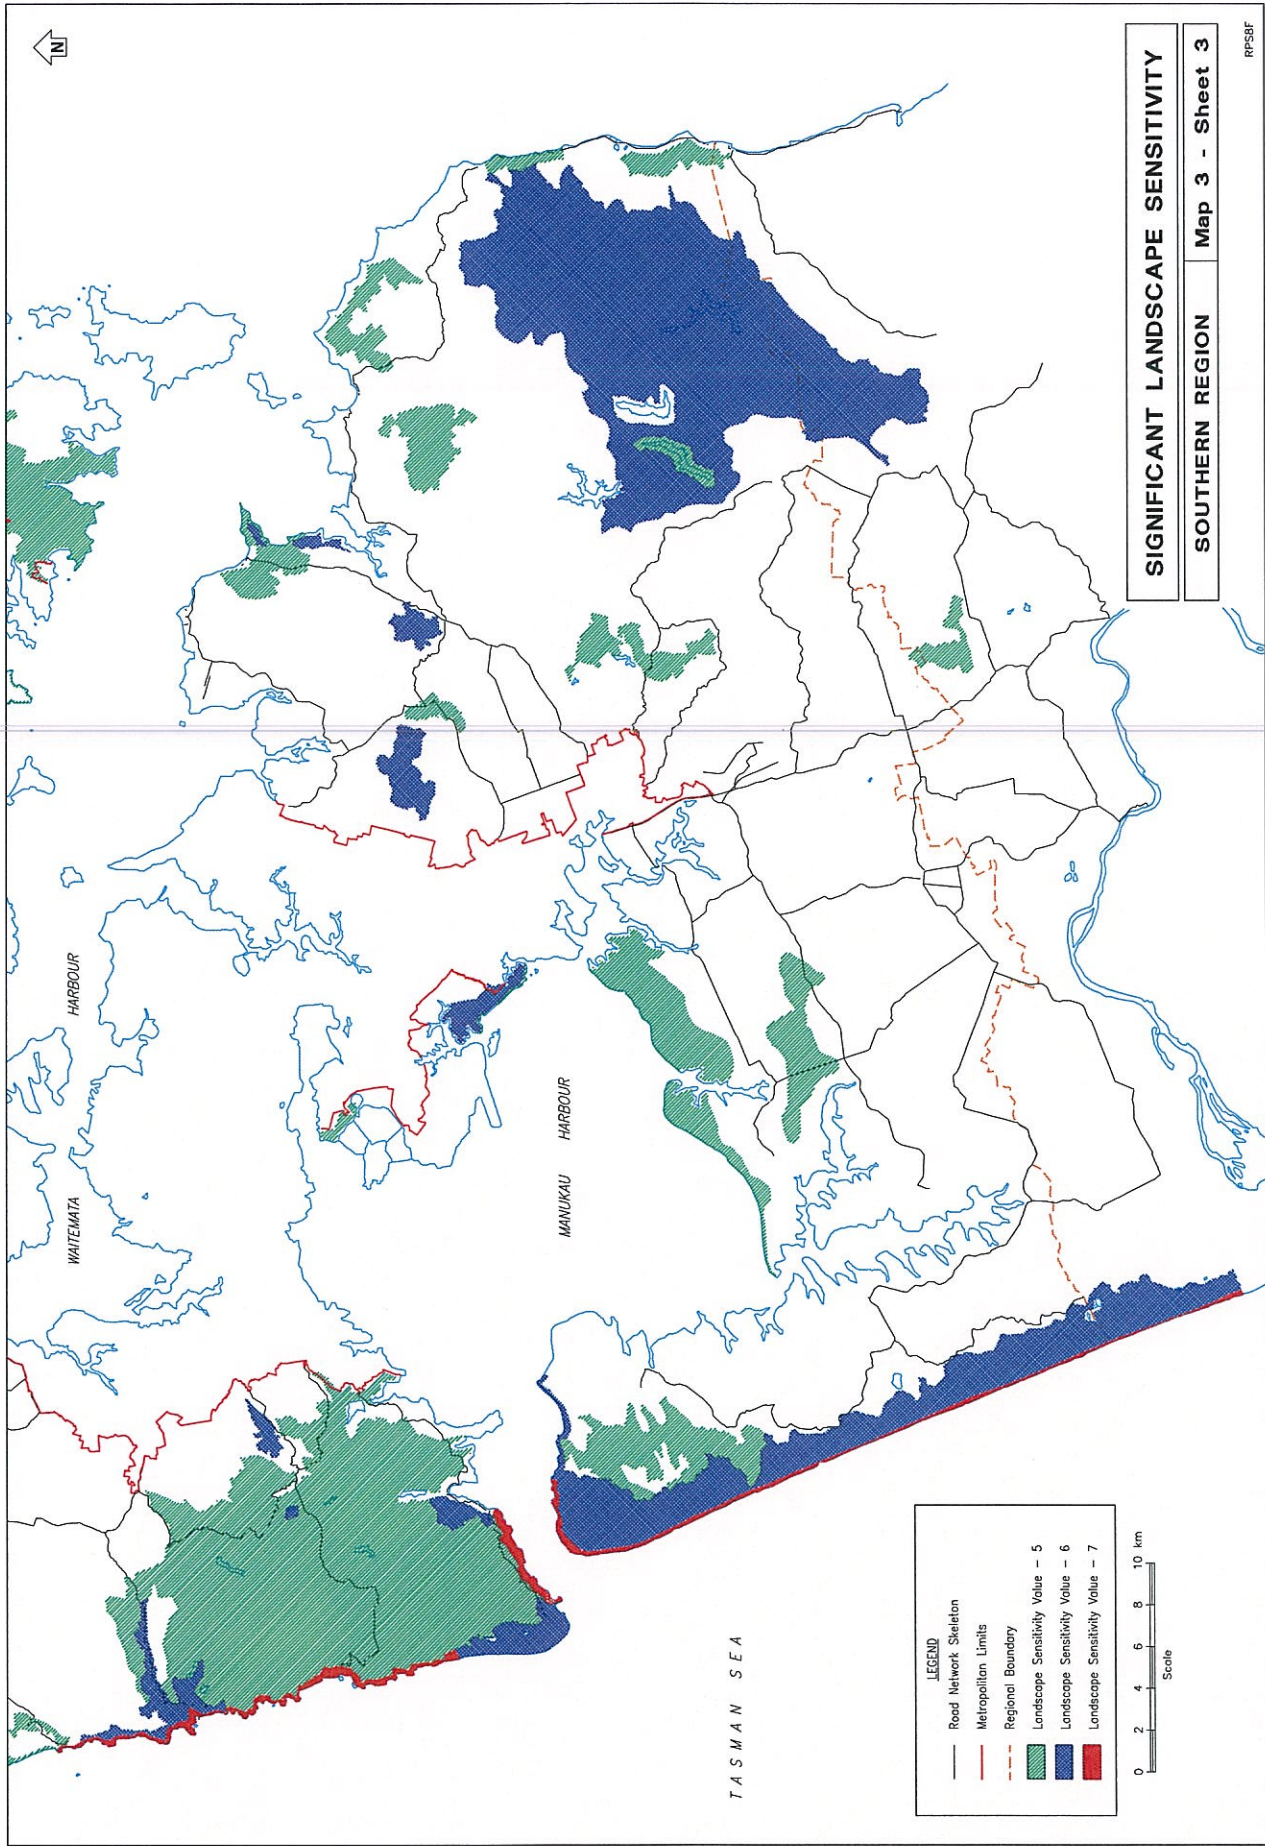 N
WAITEMATA HARBOUR
MANUKAU HARBOUR
TASMAN SEA
LEGEND
Road Network Skeleton
Metropolitan Limits
Regional Boundary
Landscape Sensitivity Value - 5
Landscape Sensitivity Value - 6
Landscape Sensitivity Value - 7
0 2 4 6 8 10 km
Scale
SIGNIFICANT LANDSCAPE SENSITIVITY
SOUTHERN REGION Map 3 - Sheet 3
RPSBF